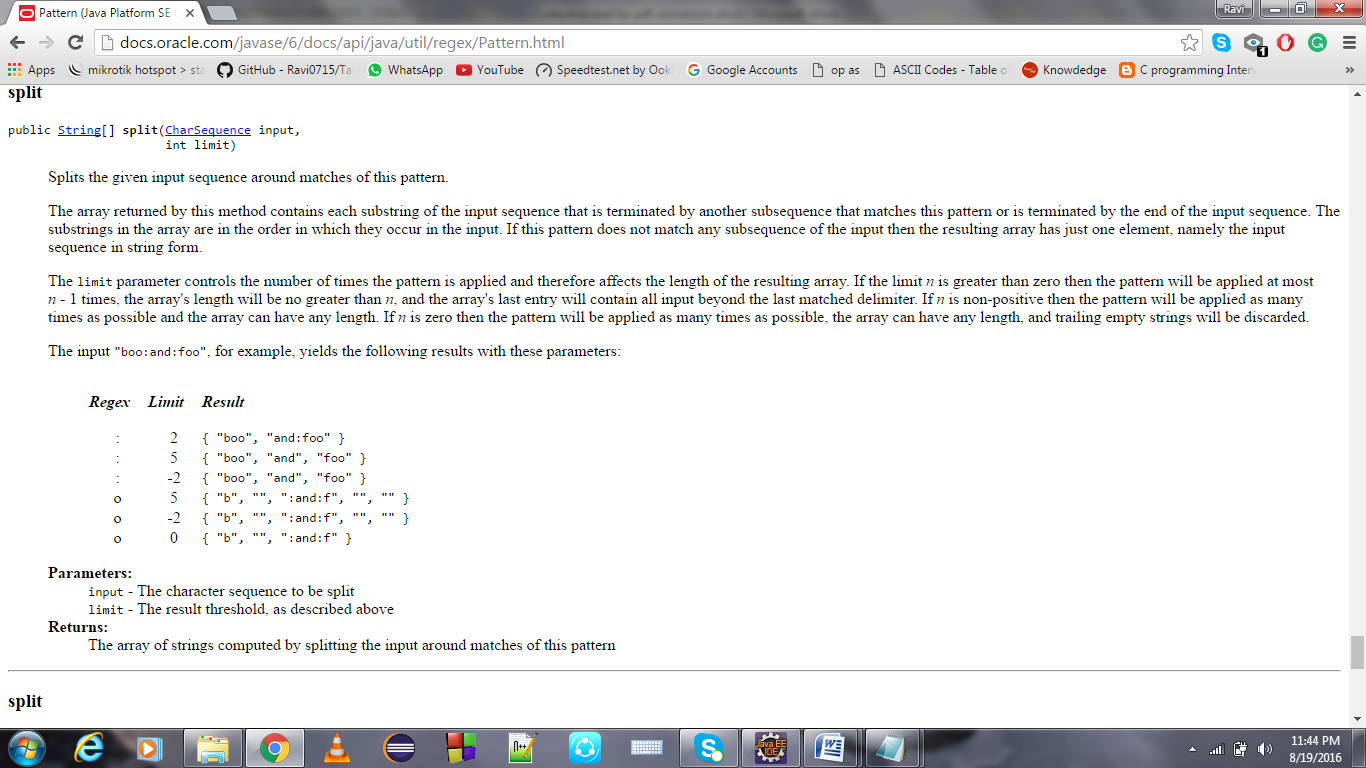 Pattern (Java Platform SE
Ravi
docs.oracle.com/javase/6/docs/api/java/util/regex/Pattern.html
1
Apps mikrotik hotspot > sta GitHub - Ravi0715/Ta WhatsApp YouTube Speedtest.net by Ook Google Accounts op as ASCII Codes - Table o Knowdedge C programming Inter »
split
public String[] split(CharSequence input,
int limit)
Splits the given input sequence around matches of this pattern.
The array returned by this method contains each substring of the input sequence that is terminated by another subsequence that matches this pattern or is terminated by the end of the input sequence. The
substrings in the array are in the order in which they occur in the input. If this pattern does not match any subsequence of the input then the resulting array has just one element, namely the input
sequence in string form.
The limit parameter controls the number of times the pattern is applied and therefore affects the length of the resulting array. If the limit n is greater than zero then the pattern will be applied at most
n - 1 times, the array's length will be no greater than n, and the array's last entry will contain all input beyond the last matched delimiter. If n is non-positive then the pattern will be applied as many
times as possible and the array can have any length. If n is zero then the pattern will be applied as many times as possible, the array can have any length, and trailing empty strings will be discarded.
The input "boo:and:foo", for example, yields the following results with these parameters:
Regex Limit Result
: 2 { "boo", "and:foo" }
: 5 { "boo", "and", "foo" }
: -2 { "boo", "and", "foo" }
o 5 { "b", "", ":and:f", "", "" }
o -2 { "b", "", ":and:f", "", "" }
o 0 { "b", "", ":and:f" }
Parameters:
input - The character sequence to be split
limit - The result threshold, as described above
Returns:
The array of strings computed by splitting the input around matches of this pattern
split
Java EE
IDE
11:44 PM
8/19/2016